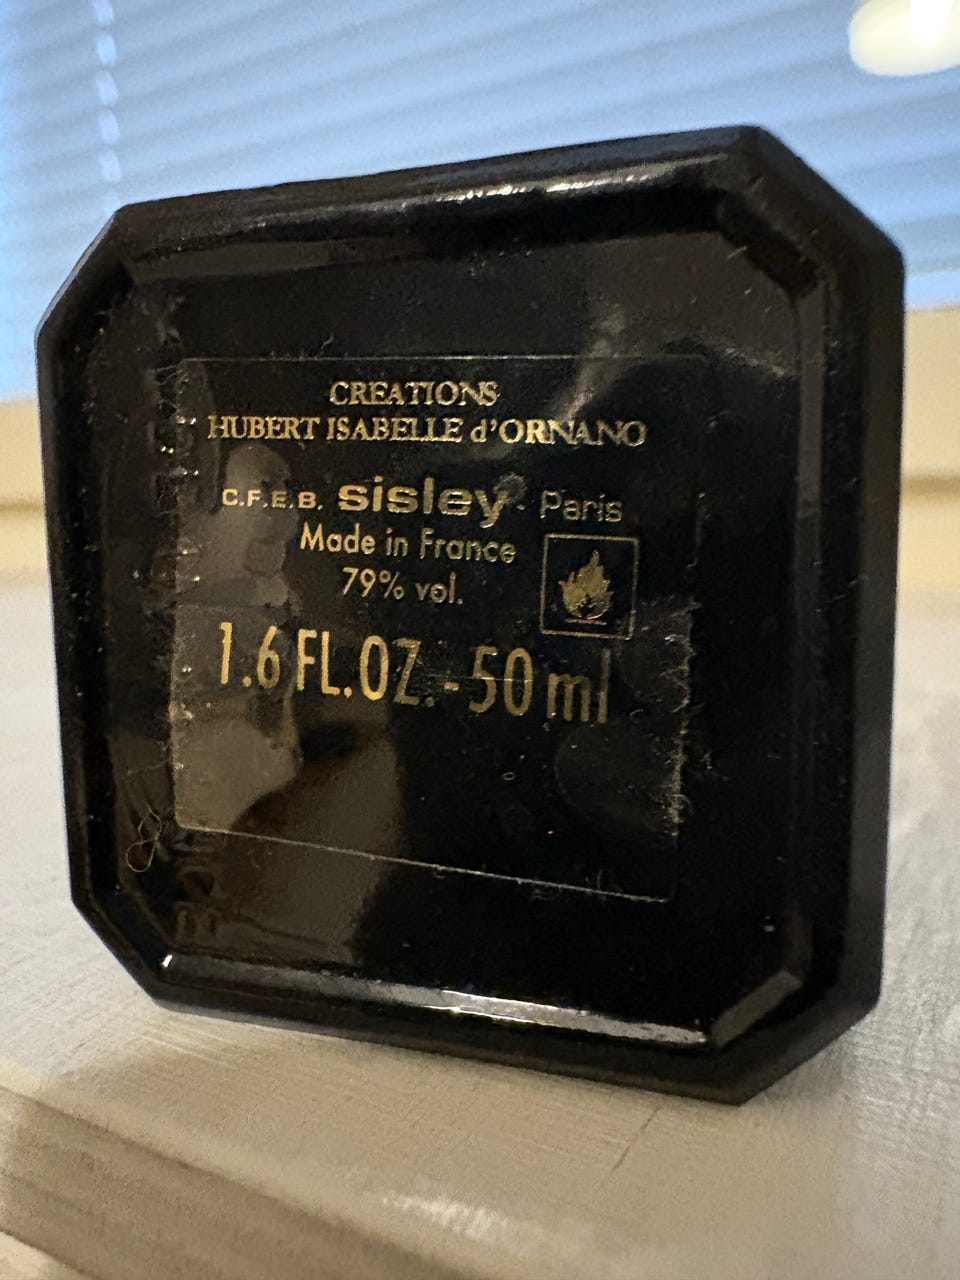 CREATIONS
HUBERT ISABELLE d'ORNANO
C.F.E.B. sisley - Paris
Made in France
79% vol.
1.6 FL.OZ. - 50 ml